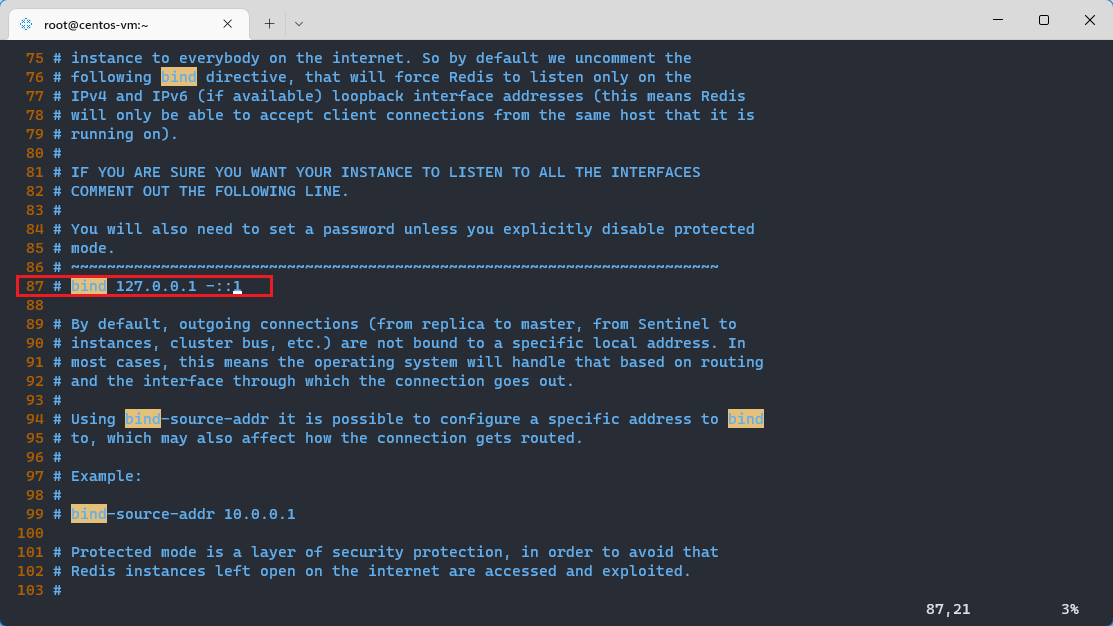 root@centos-vm:~
75 # instance to everybody on the internet. So by default we uncomment the
76 # following bind directive, that will force Redis to listen only on the
77 # IPv4 and IPv6 (if available) loopback interface addresses (this means Redis
78 # will only be able to accept client connections from the same host that it is
79 # running on).
80 #
81 # IF YOU ARE SURE YOU WANT YOUR INSTANCE TO LISTEN TO ALL THE INTERFACES
82 # COMMENT OUT THE FOLLOWING LINE.
83 #
84 # You will also need to set a password unless you explicitly disable protected
85 # mode.
86 # ~~~~~~~~~~~~~~~~~~~~~~~~~~~~~~~~~~~~~~~~~~~~~~~~~~~~~~~~~~~~~~~~~~~~~~~~
87 # bind 127.0.0.1 -::1
88
89 # By default, outgoing connections (from replica to master, from Sentinel to
90 # instances, cluster bus, etc.) are not bound to a specific local address. In
91 # most cases, this means the operating system will handle that based on routing
92 # and the interface through which the connection goes out.
93 #
94 # Using bind-source-addr it is possible to configure a specific address to bind
95 # to, which may also affect how the connection gets routed.
96 #
97 # Example:
98 #
99 # bind-source-addr 10.0.0.1
100
101 # Protected mode is a layer of security protection, in order to avoid that
102 # Redis instances left open on the internet are accessed and exploited.
103 #
87,21 3%